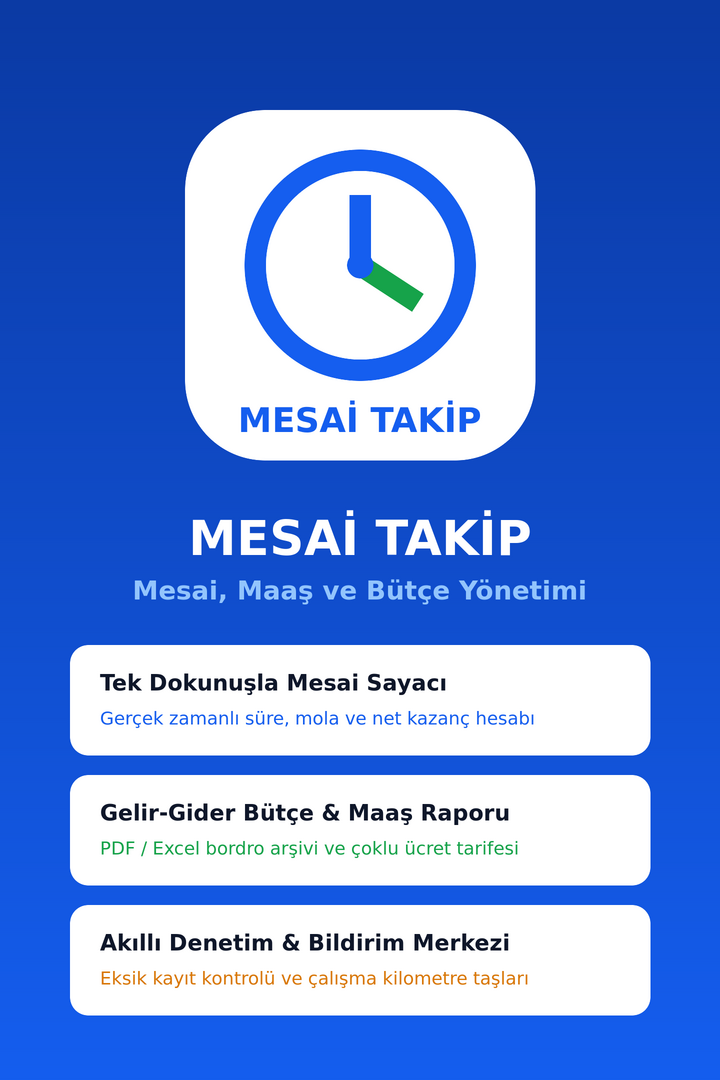 MESAİ TAKİP
MESAİ TAKİP
Mesai, Maaş ve Bütçe Yönetimi
Tek Dokunuşla Mesai Sayacı
Gerçek zamanlı süre, mola ve net kazanç hesabı
Gelir-Gider Bütçe & Maaş Raporu
PDF / Excel bordro arşivi ve çoklu ücret tarifesi
Akıllı Denetim & Bildirim Merkezi
Eksik kayıt kontrolü ve çalışma kilometre taşları